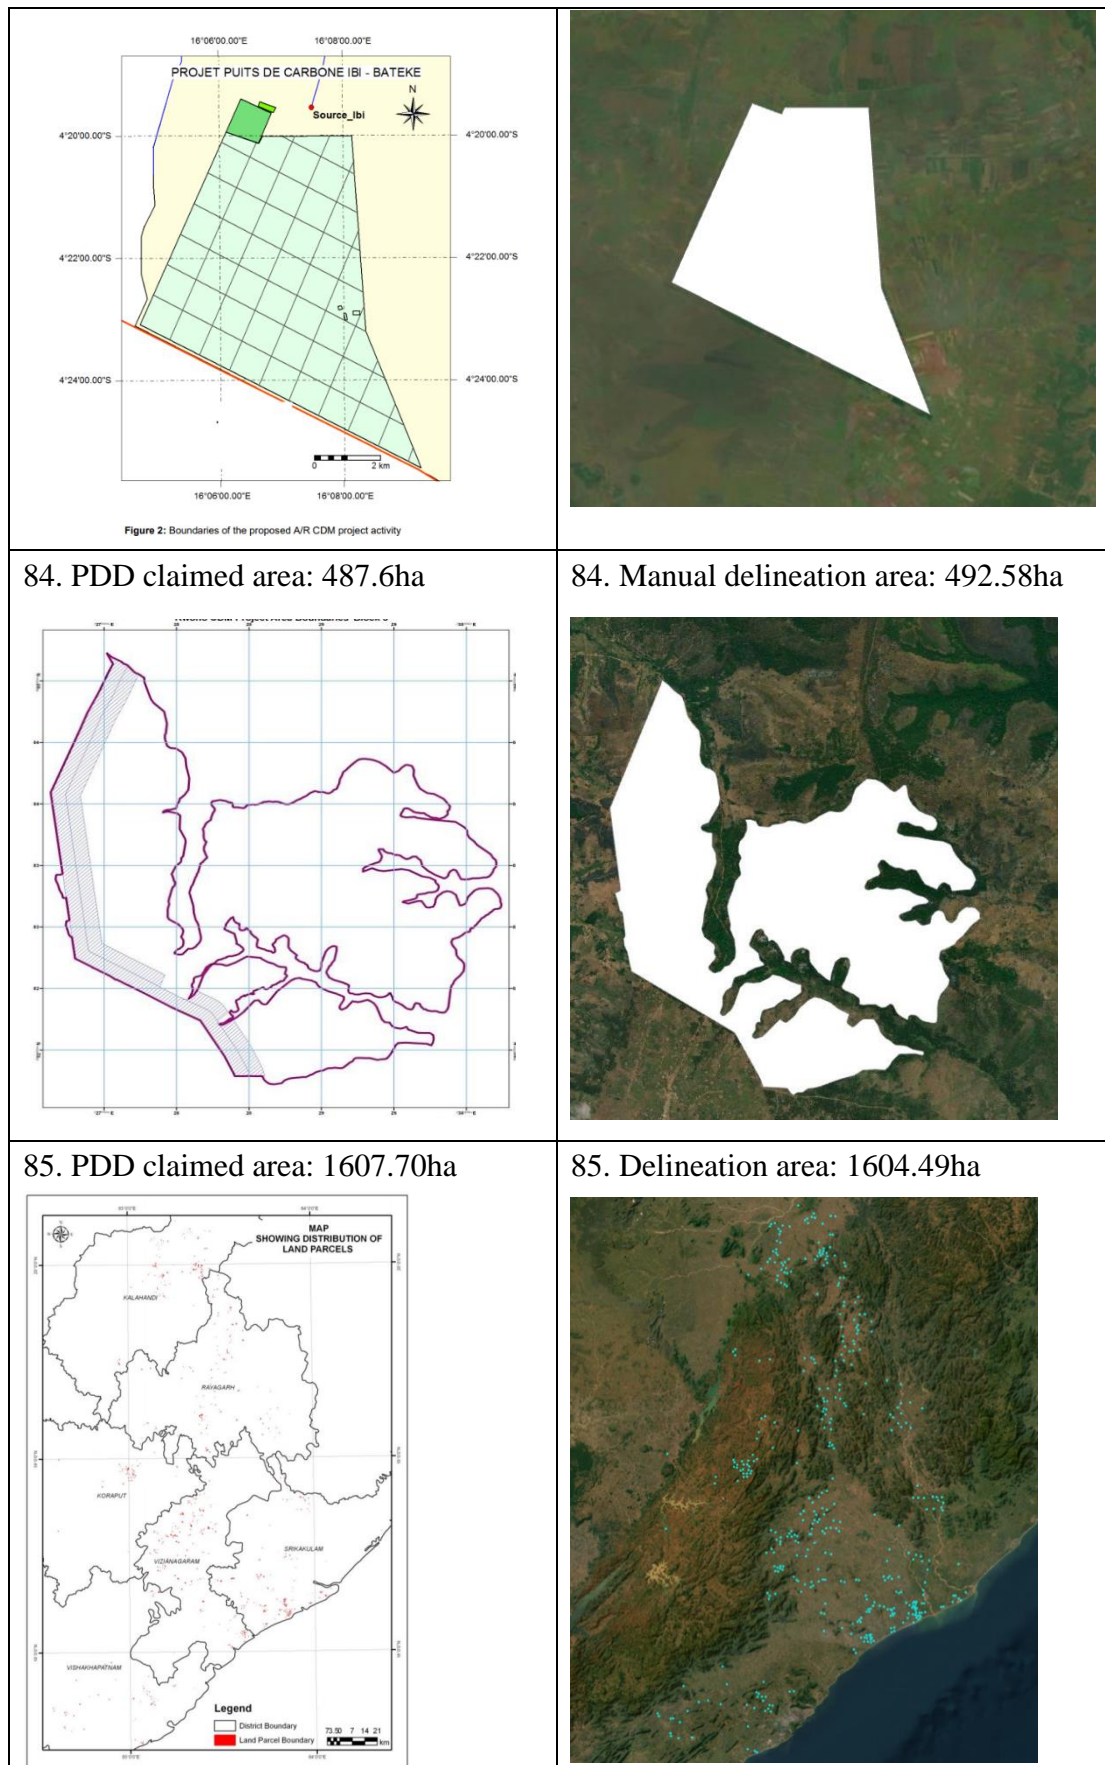 16°06'00.00"E 16°08'00.00"E
PROJET PUITS DE CARBONE IBI - BATEKE
N
Source_Ibi
4°20'00.00"S 4°20'00.00"S
4°22'00.00"S 4°22'00.00"S
4°24'00.00"S 4°24'00.00"S
0 2 km
16°06'00.00"E 16°08'00.00"E
Figure 2: Boundaries of the proposed A/R CDM project activity
84. PDD claimed area: 487.6ha
84. Manual delineation area: 492.58ha
85. PDD claimed area: 1607.70ha
85. Delineation area: 1604.49ha
MAP
SHOWING DISTRIBUTION OF
LAND PARCELS
KALAHANDI
RAYAGARH
KORAPUT
SRIKAKULAM
VIZIANAGARAM
VISHAKHAPATNAM
Legend
District Boundary
Land Parcel Boundary
73.50 7 14 21
km